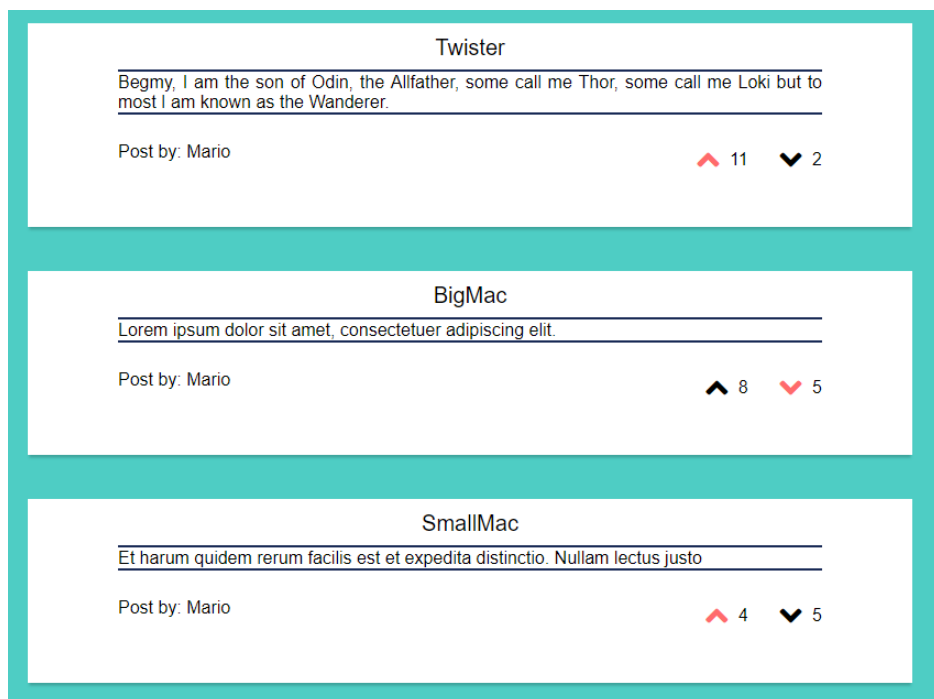 Twister
Begmy, I am the son of Odin, the Allfather, some call me Thor, some call me Loki but to
most I am known as the Wanderer.
Post by: Mario
11 2
BigMac
Lorem ipsum dolor sit amet, consectetuer adipiscing elit.
Post by: Mario
8 5
SmallMac
Et harum quidem rerum facilis est et expedita distinctio. Nullam lectus justo
Post by: Mario
4 5